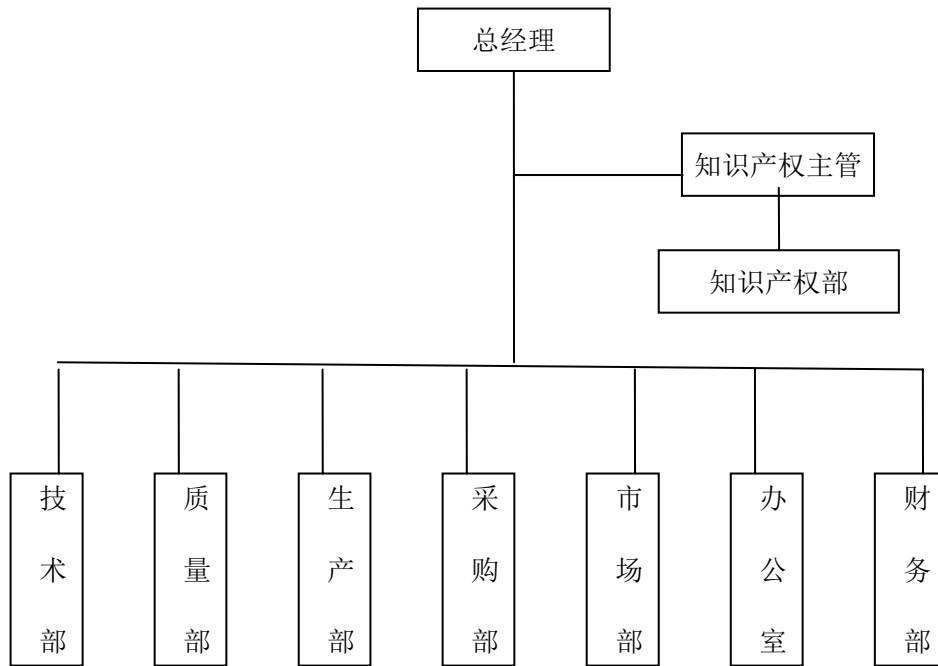 总经理
知识产权主管
知识产权部
技术部
质量部
生产部
采购部
市场部
办公室
财务部